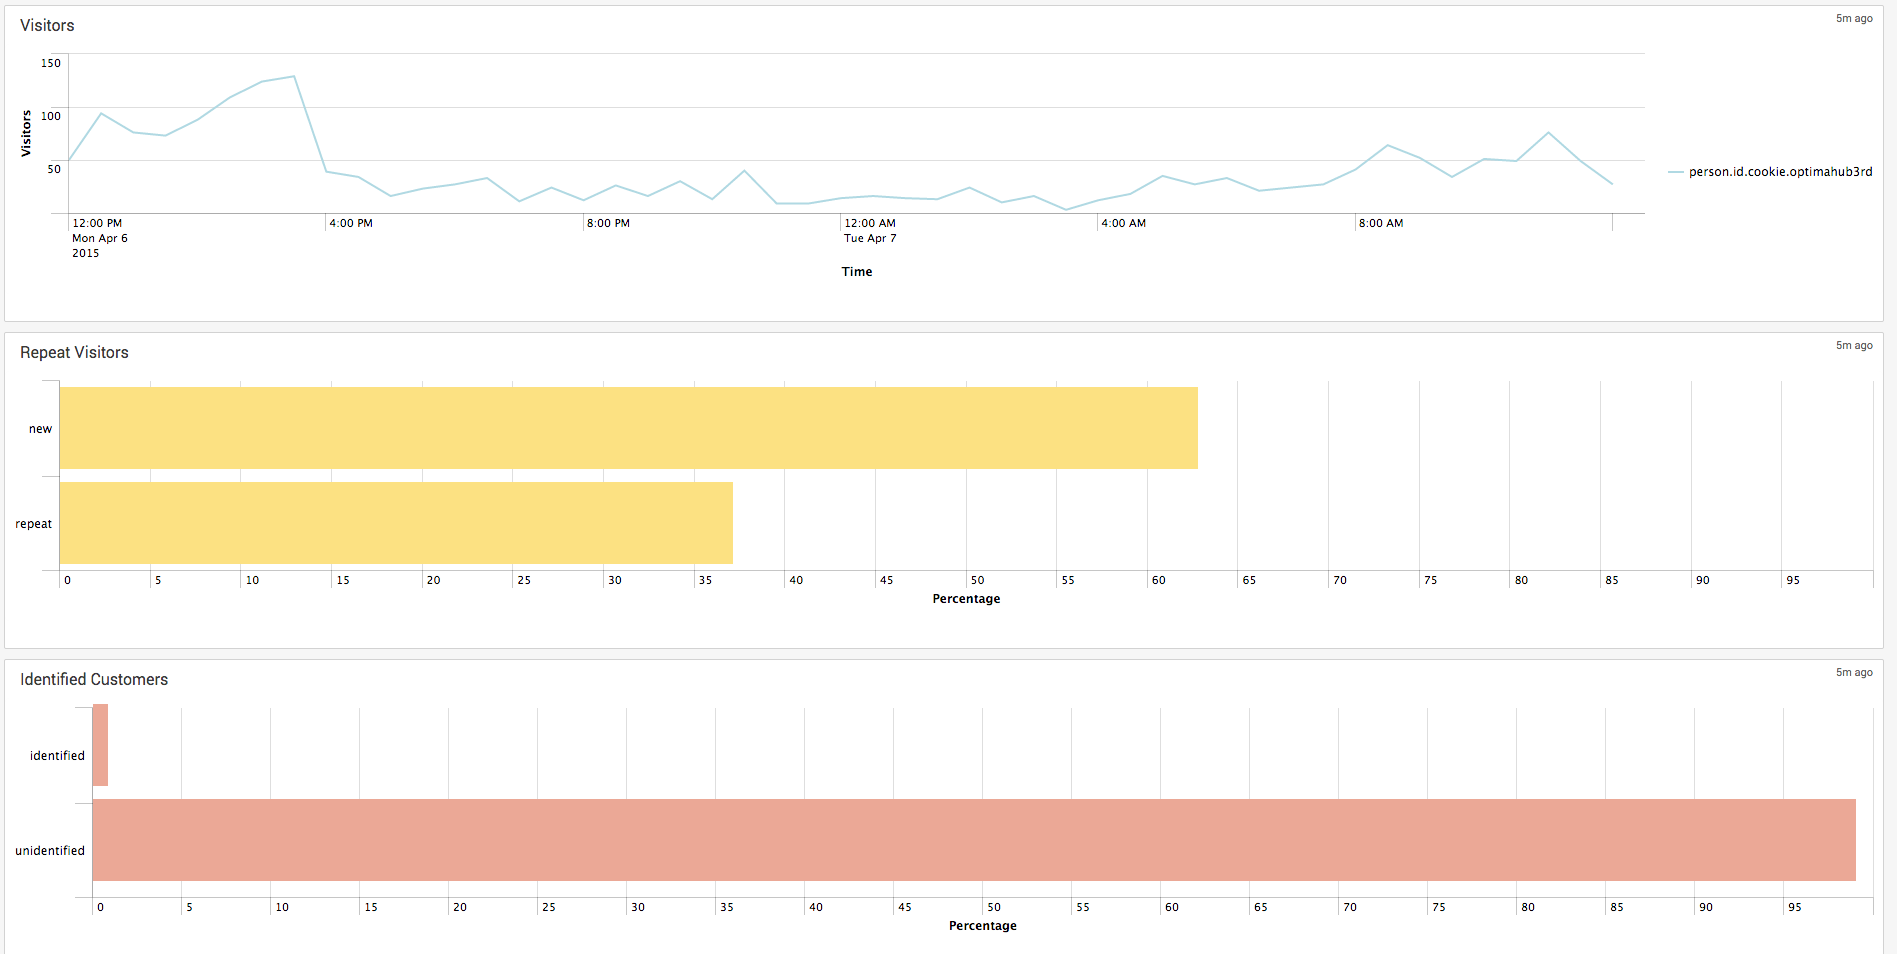 Visitors
5m ago
150
100
50
Visitors
person.id.cookie.optimahub3rd
12:00 PM 4:00 PM 8:00 PM 12:00 AM 4:00 AM 8:00 AM
Mon Apr 6 Tue Apr 7
2015
Time
Repeat Visitors
5m ago
new
repeat
0 5 10 15 20 25 30 35 40 45 50 55 60 65 70 75 80 85 90 95
Percentage
Identified Customers
5m ago
identified
unidentified
0 5 10 15 20 25 30 35 40 45 50 55 60 65 70 75 80 85 90 95
Percentage